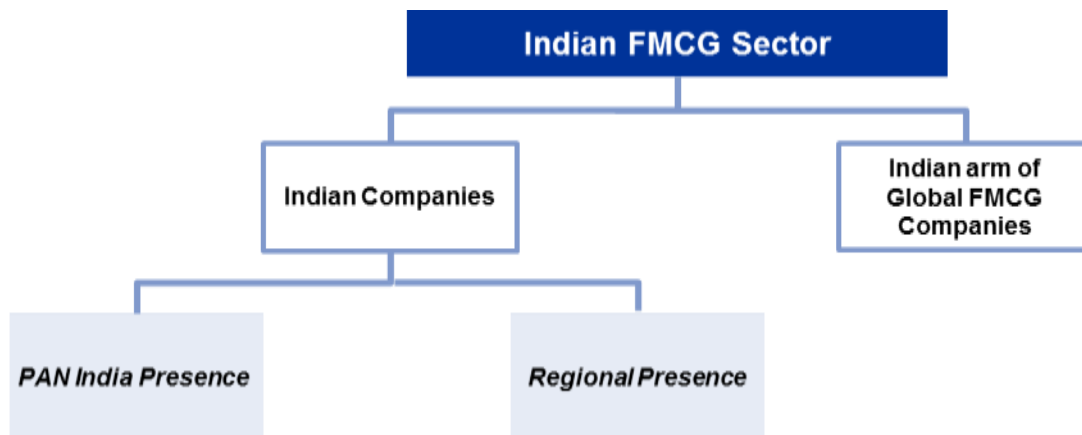 Indian FMCG Sector
Indian Companies
Indian arm of
Global FMCG
Companies
PAN India Presence
Regional Presence